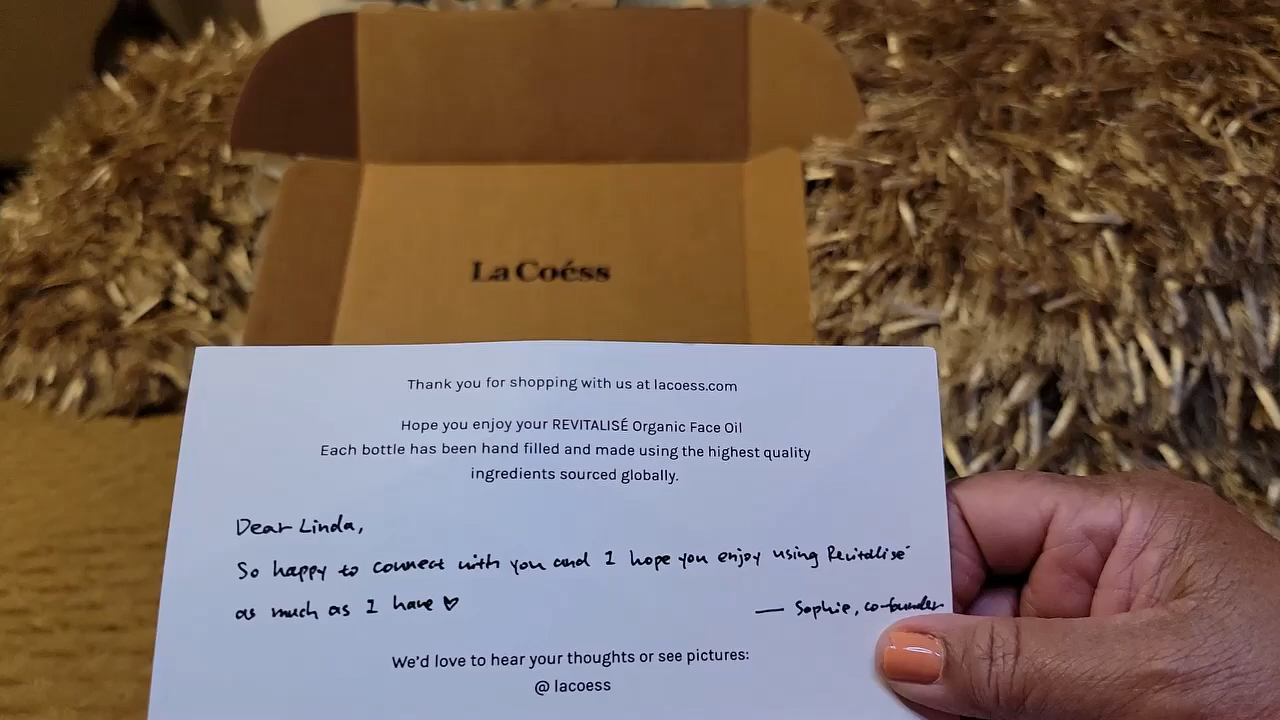 La Coéss
Thank you for shopping with us at lacoess.com
Hope you enjoy your REVITALISÉ Organic Face Oil
Each bottle has been hand filled and made using the highest quality
ingredients sourced globally.
Dear Linda,
So happy to connect with you and I hope you enjoy using Revitalisé
as much as I have ♡
— Sophie, co-founder
We'd love to hear your thoughts or see pictures:
@ lacoess